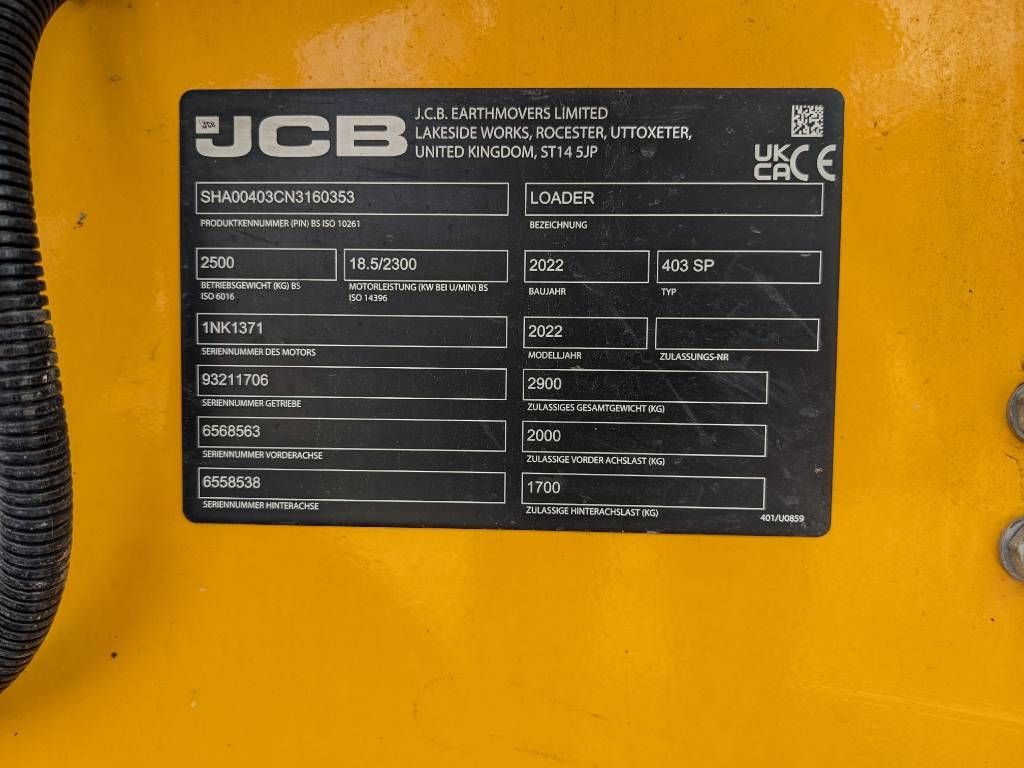 JCB JCB
J.C.B. EARTHMOVERS LIMITED
LAKESIDE WORKS, ROCESTER, UTTOXETER,
UNITED KINGDOM, ST14 5JP
UK
CA CE
SHA00403CN3160353
PRODUKTKENNUMMER (PIN) BS ISO 10261
LOADER
BEZEICHNUNG
2500
BETRIEBSGEWICHT (KG) BS
ISO 6016
18.5/2300
MOTORLEISTUNG (KW BEI U/MIN) BS
ISO 14396
2022
BAUJAHR
403 SP
TYP
1NK1371
SERIENNUMMER DES MOTORS
2022
MODELLJAHR
ZULASSUNGS-NR
93211706
SERIENNUMMER GETRIEBE
2900
ZULASSIGES GESAMTGEWICHT (KG)
6568563
SERIENNUMMER VORDERACHSE
2000
ZULASSIGE VORDER ACHSLAST (KG)
6558538
SERIENNUMMER HINTERACHSE
1700
ZULASSIGE HINTERACHSLAST (KG)
401/U0859